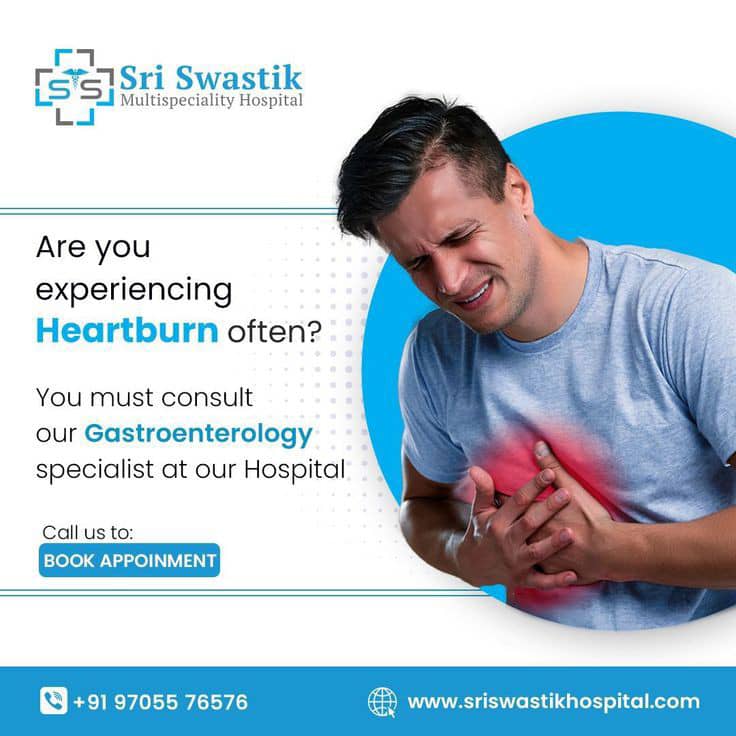 SS
Sri Swastik
Multispeciality Hospital
Are you
experiencing
Heartburn often?
You must consult
our Gastroenterology
specialist at our Hospital
Call us to:
BOOK APPOINMENT
+91 97055 76576
www.sriswastikhospital.com